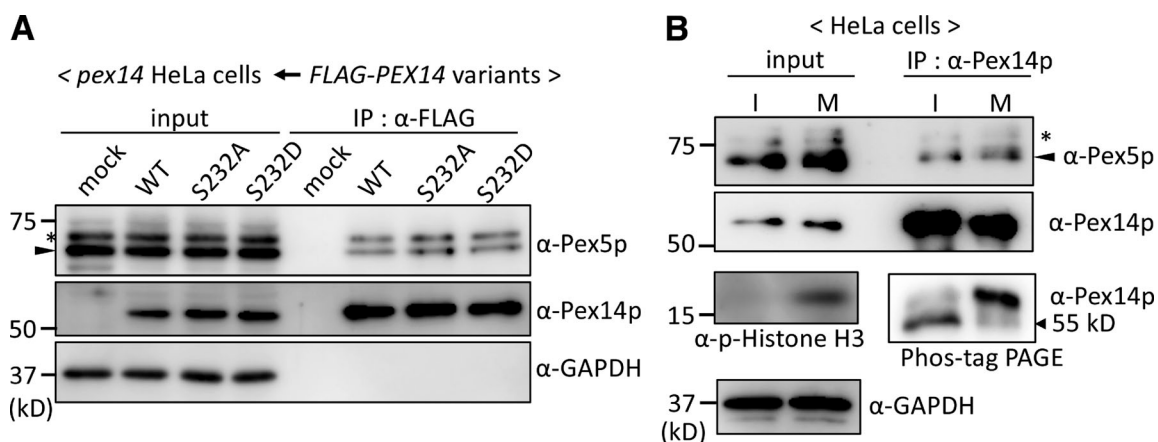 A
< pex14 HeLa cells ← FLAG-PEX14 variants >
input IP : α-FLAG
mock WT S232A S232D mock WT S232A S232D
75
*
α-Pex5p
α-Pex14p
50
37
(kD)
α-GAPDH
B
< HeLa cells >
input IP : α-Pex14p
I M I M
75
*
α-Pex5p
α-Pex14p
50
15
α-p-Histone H3
α-Pex14p
55 kD
Phos-tag PAGE
37
(kD)
α-GAPDH